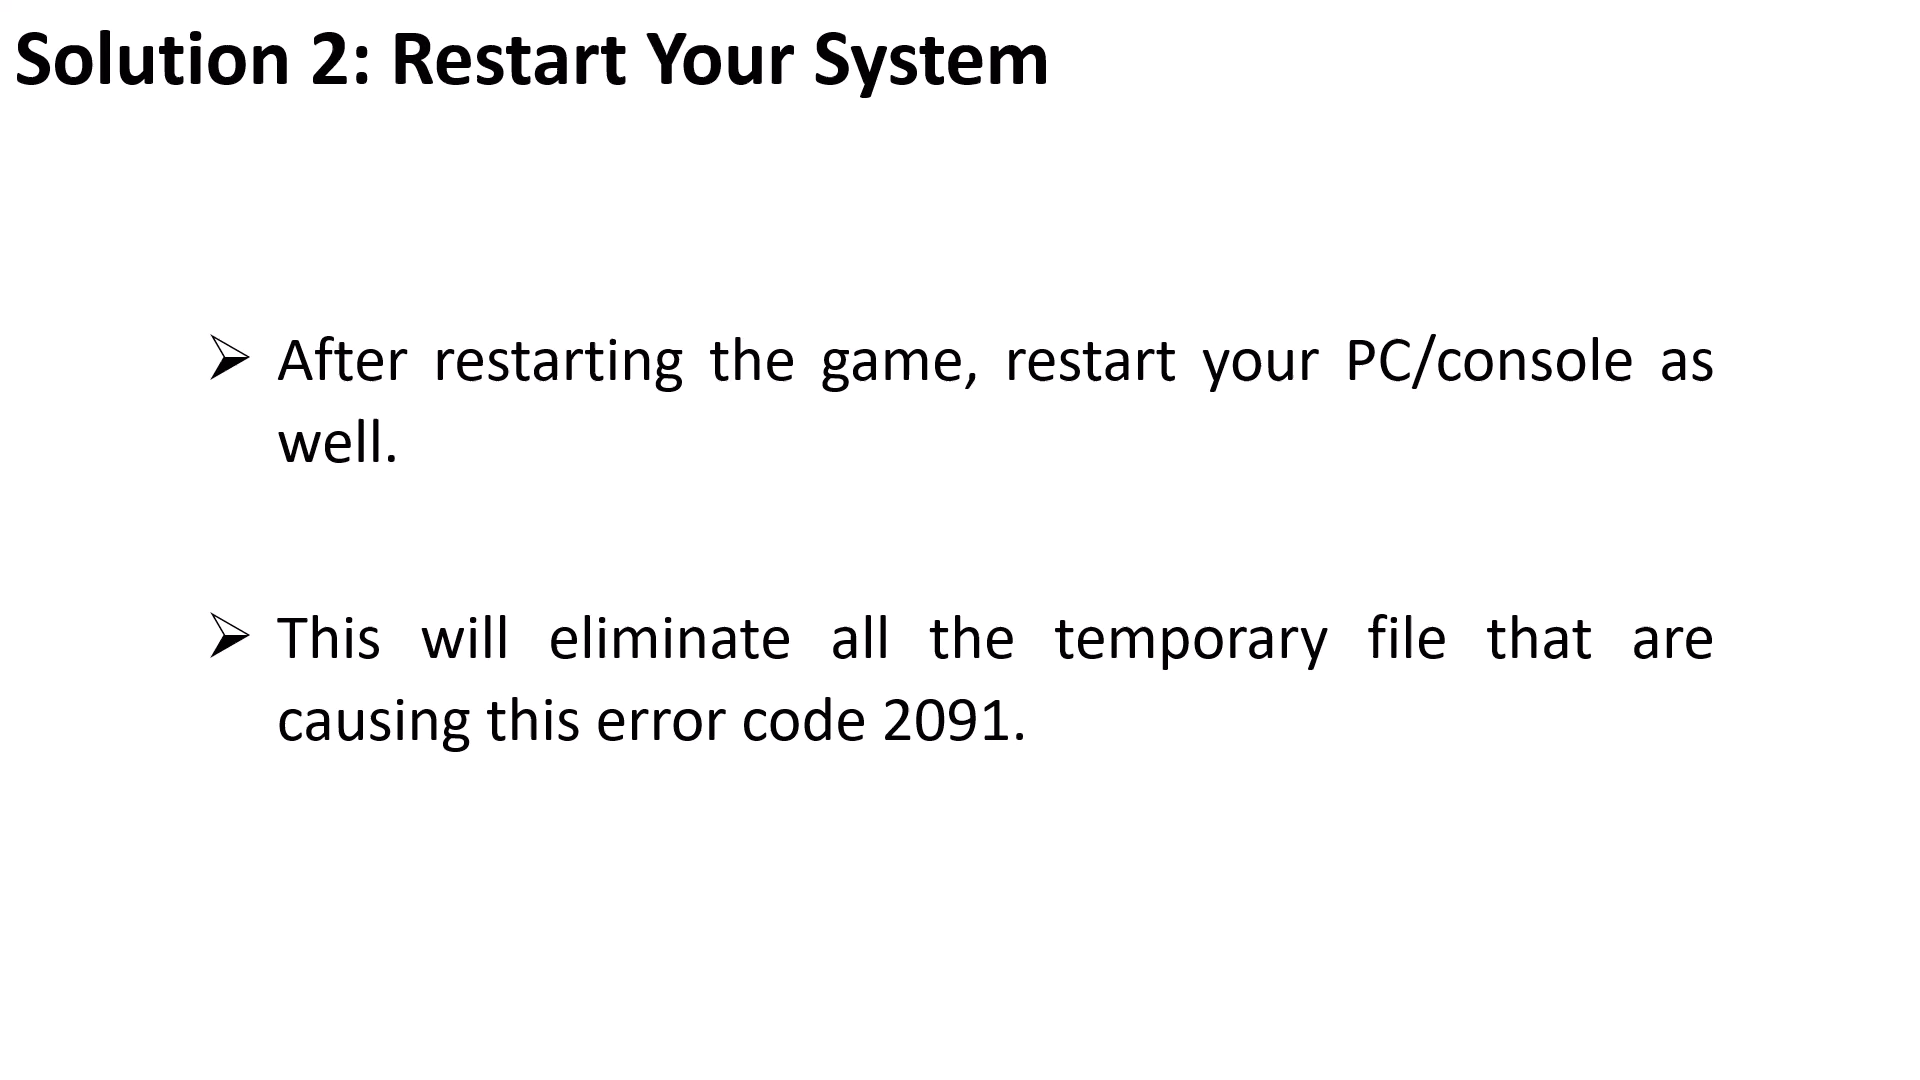 Solution 2: Restart Your System
➢ After restarting the game, restart your PC/console as
well.
➢ This will eliminate all the temporary file that are
causing this error code 2091.